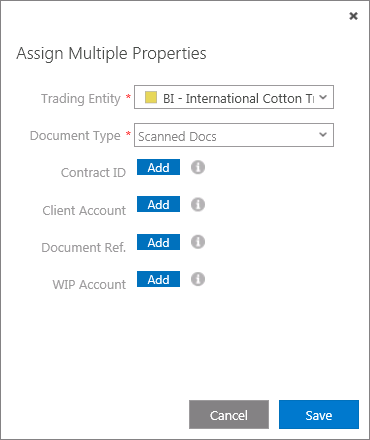 Assign Multiple Properties
Trading Entity * BI - International Cotton
Document Type * Scanned Docs
Contract ID Add
Client Account Add
Document Ref. Add
WIP Account Add
Cancel Save